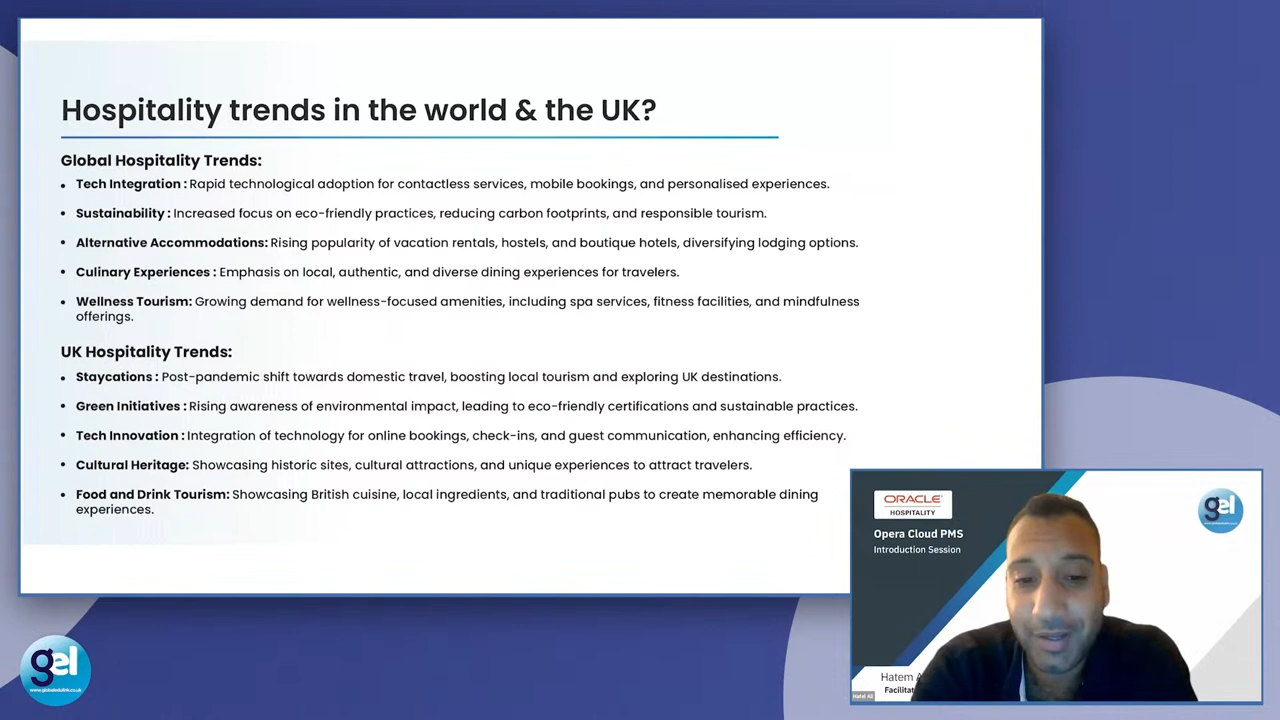 Hospitality trends in the world & the UK?
Global Hospitality Trends:
• Tech Integration : Rapid technological adoption for contactless services, mobile bookings, and personalised experiences.
• Sustainability : Increased focus on eco-friendly practices, reducing carbon footprints, and responsible tourism.
• Alternative Accommodations: Rising popularity of vacation rentals, hostels, and boutique hotels, diversifying lodging options.
• Culinary Experiences : Emphasis on local, authentic, and diverse dining experiences for travelers.
• Wellness Tourism: Growing demand for wellness-focused amenities, including spa services, fitness facilities, and mindfulness
offerings.
UK Hospitality Trends:
• Staycations : Post-pandemic shift towards domestic travel, boosting local tourism and exploring UK destinations.
• Green Initiatives : Rising awareness of environmental impact, leading to eco-friendly certifications and sustainable practices.
• Tech Innovation : Integration of technology for online bookings, check-ins, and guest communication, enhancing efficiency.
• Cultural Heritage: Showcasing historic sites, cultural attractions, and unique experiences to attract travelers.
• Food and Drink Tourism: Showcasing British cuisine, local ingredients, and traditional pubs to create memorable dining
experiences.
ORACLE
HOSPITALITY
Opera Cloud PMS
Introduction Session
gel
Hatem A
Facilitat
gel
www.globaledulink.co.uk